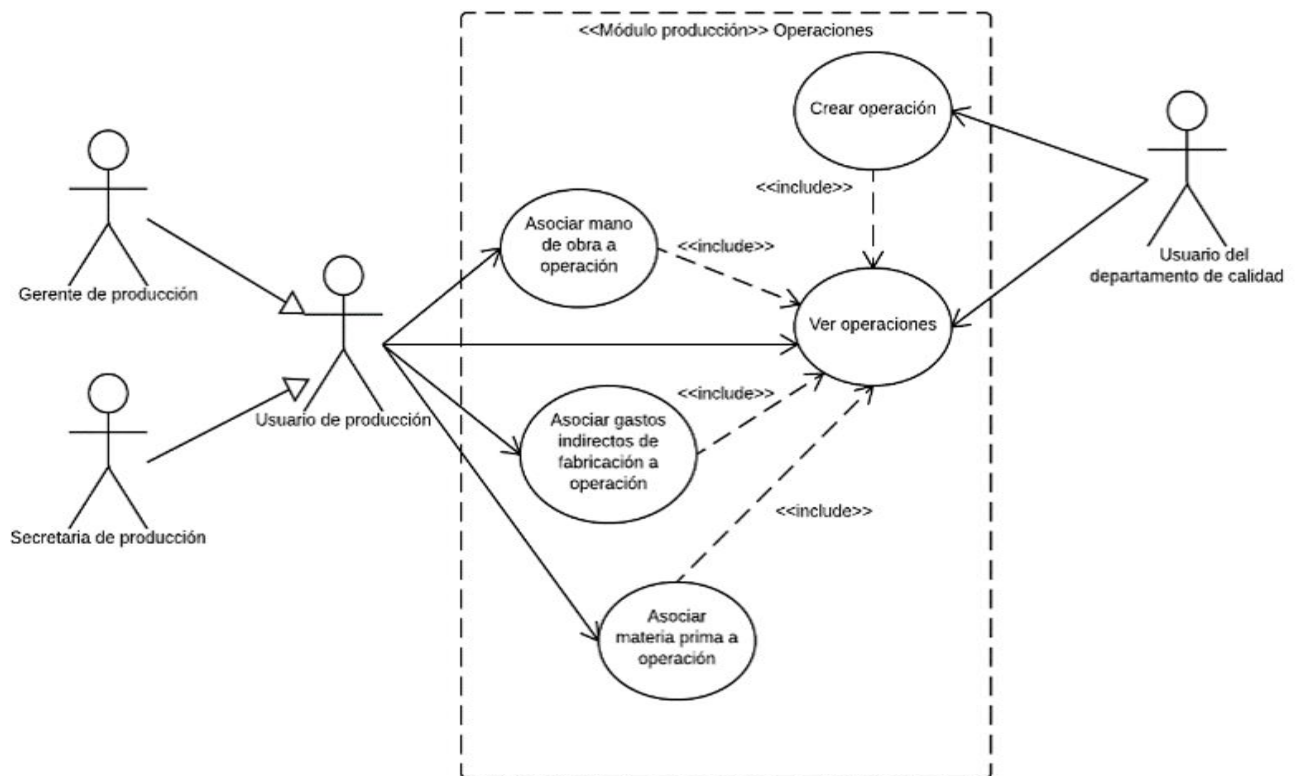 <<Módulo producción>> Operaciones
Crear operación
<<include>>
Asociar mano
de obra a
operación
<<include>>
Usuario del
departamento de calidad
Gerente de producción
Ver operaciones
<<include>>
Usuario de producción
Asociar gastos
indirectos de
fabricación a
operación
<<include>>
Secretaria de producción
Asociar
materia prima a
operación